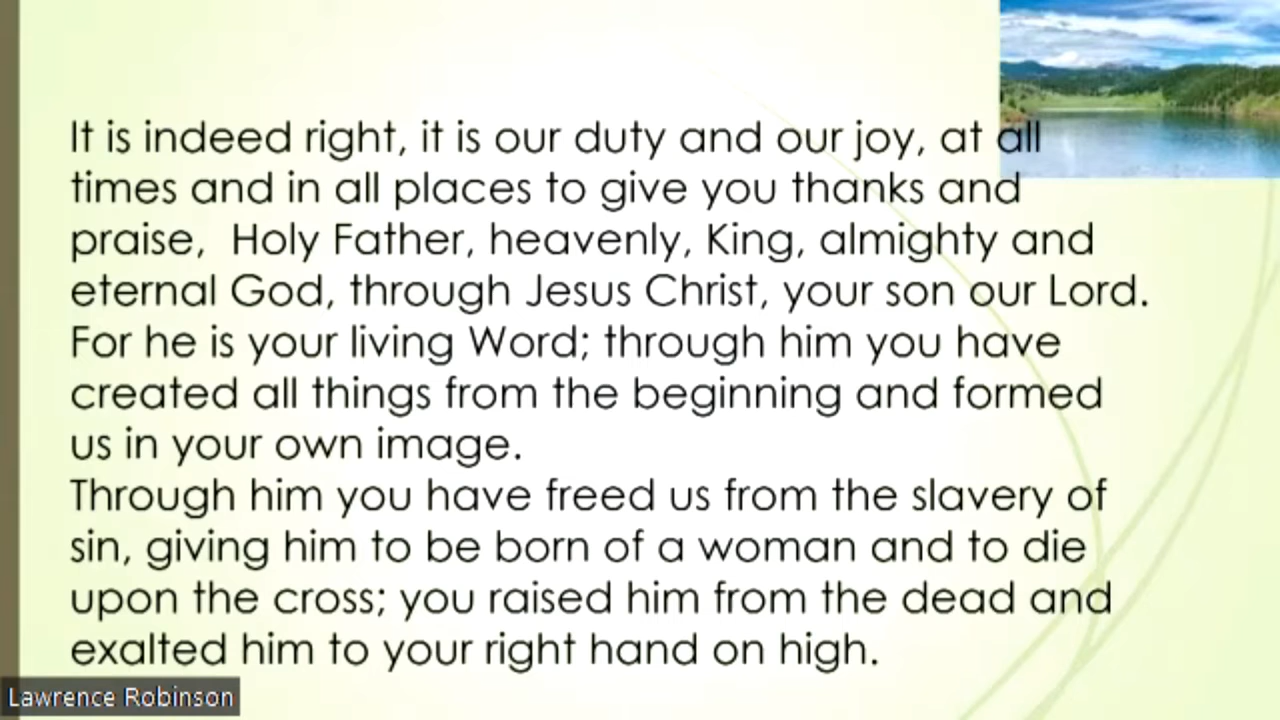 It is indeed right, it is our duty and our joy, at all
times and in all places to give you thanks and
praise,  Holy Father, heavenly, King, almighty and
eternal God, through Jesus Christ, your son our Lord.
For he is your living Word; through him you have
created all things from the beginning and formed
us in your own image.
Through him you have freed us from the slavery of
sin, giving him to be born of a woman and to die
upon the cross; you raised him from the dead and
exalted him to your right hand on high.
Lawrence Robinson